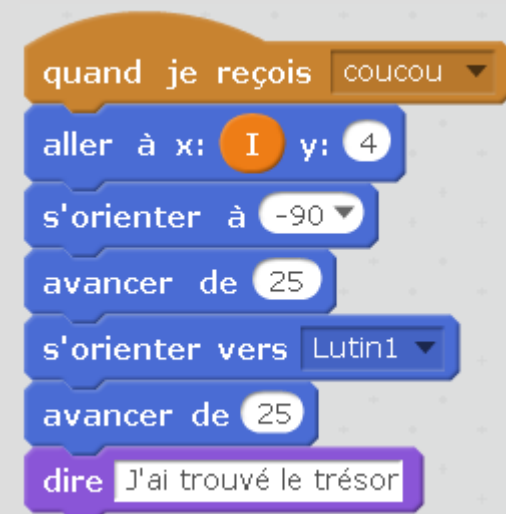 quand je reçois coucou
aller à x: I y: 4
s'orienter à -90
avancer de 25
s'orienter vers Lutin1
avancer de 25
dire J'ai trouvé le trésor